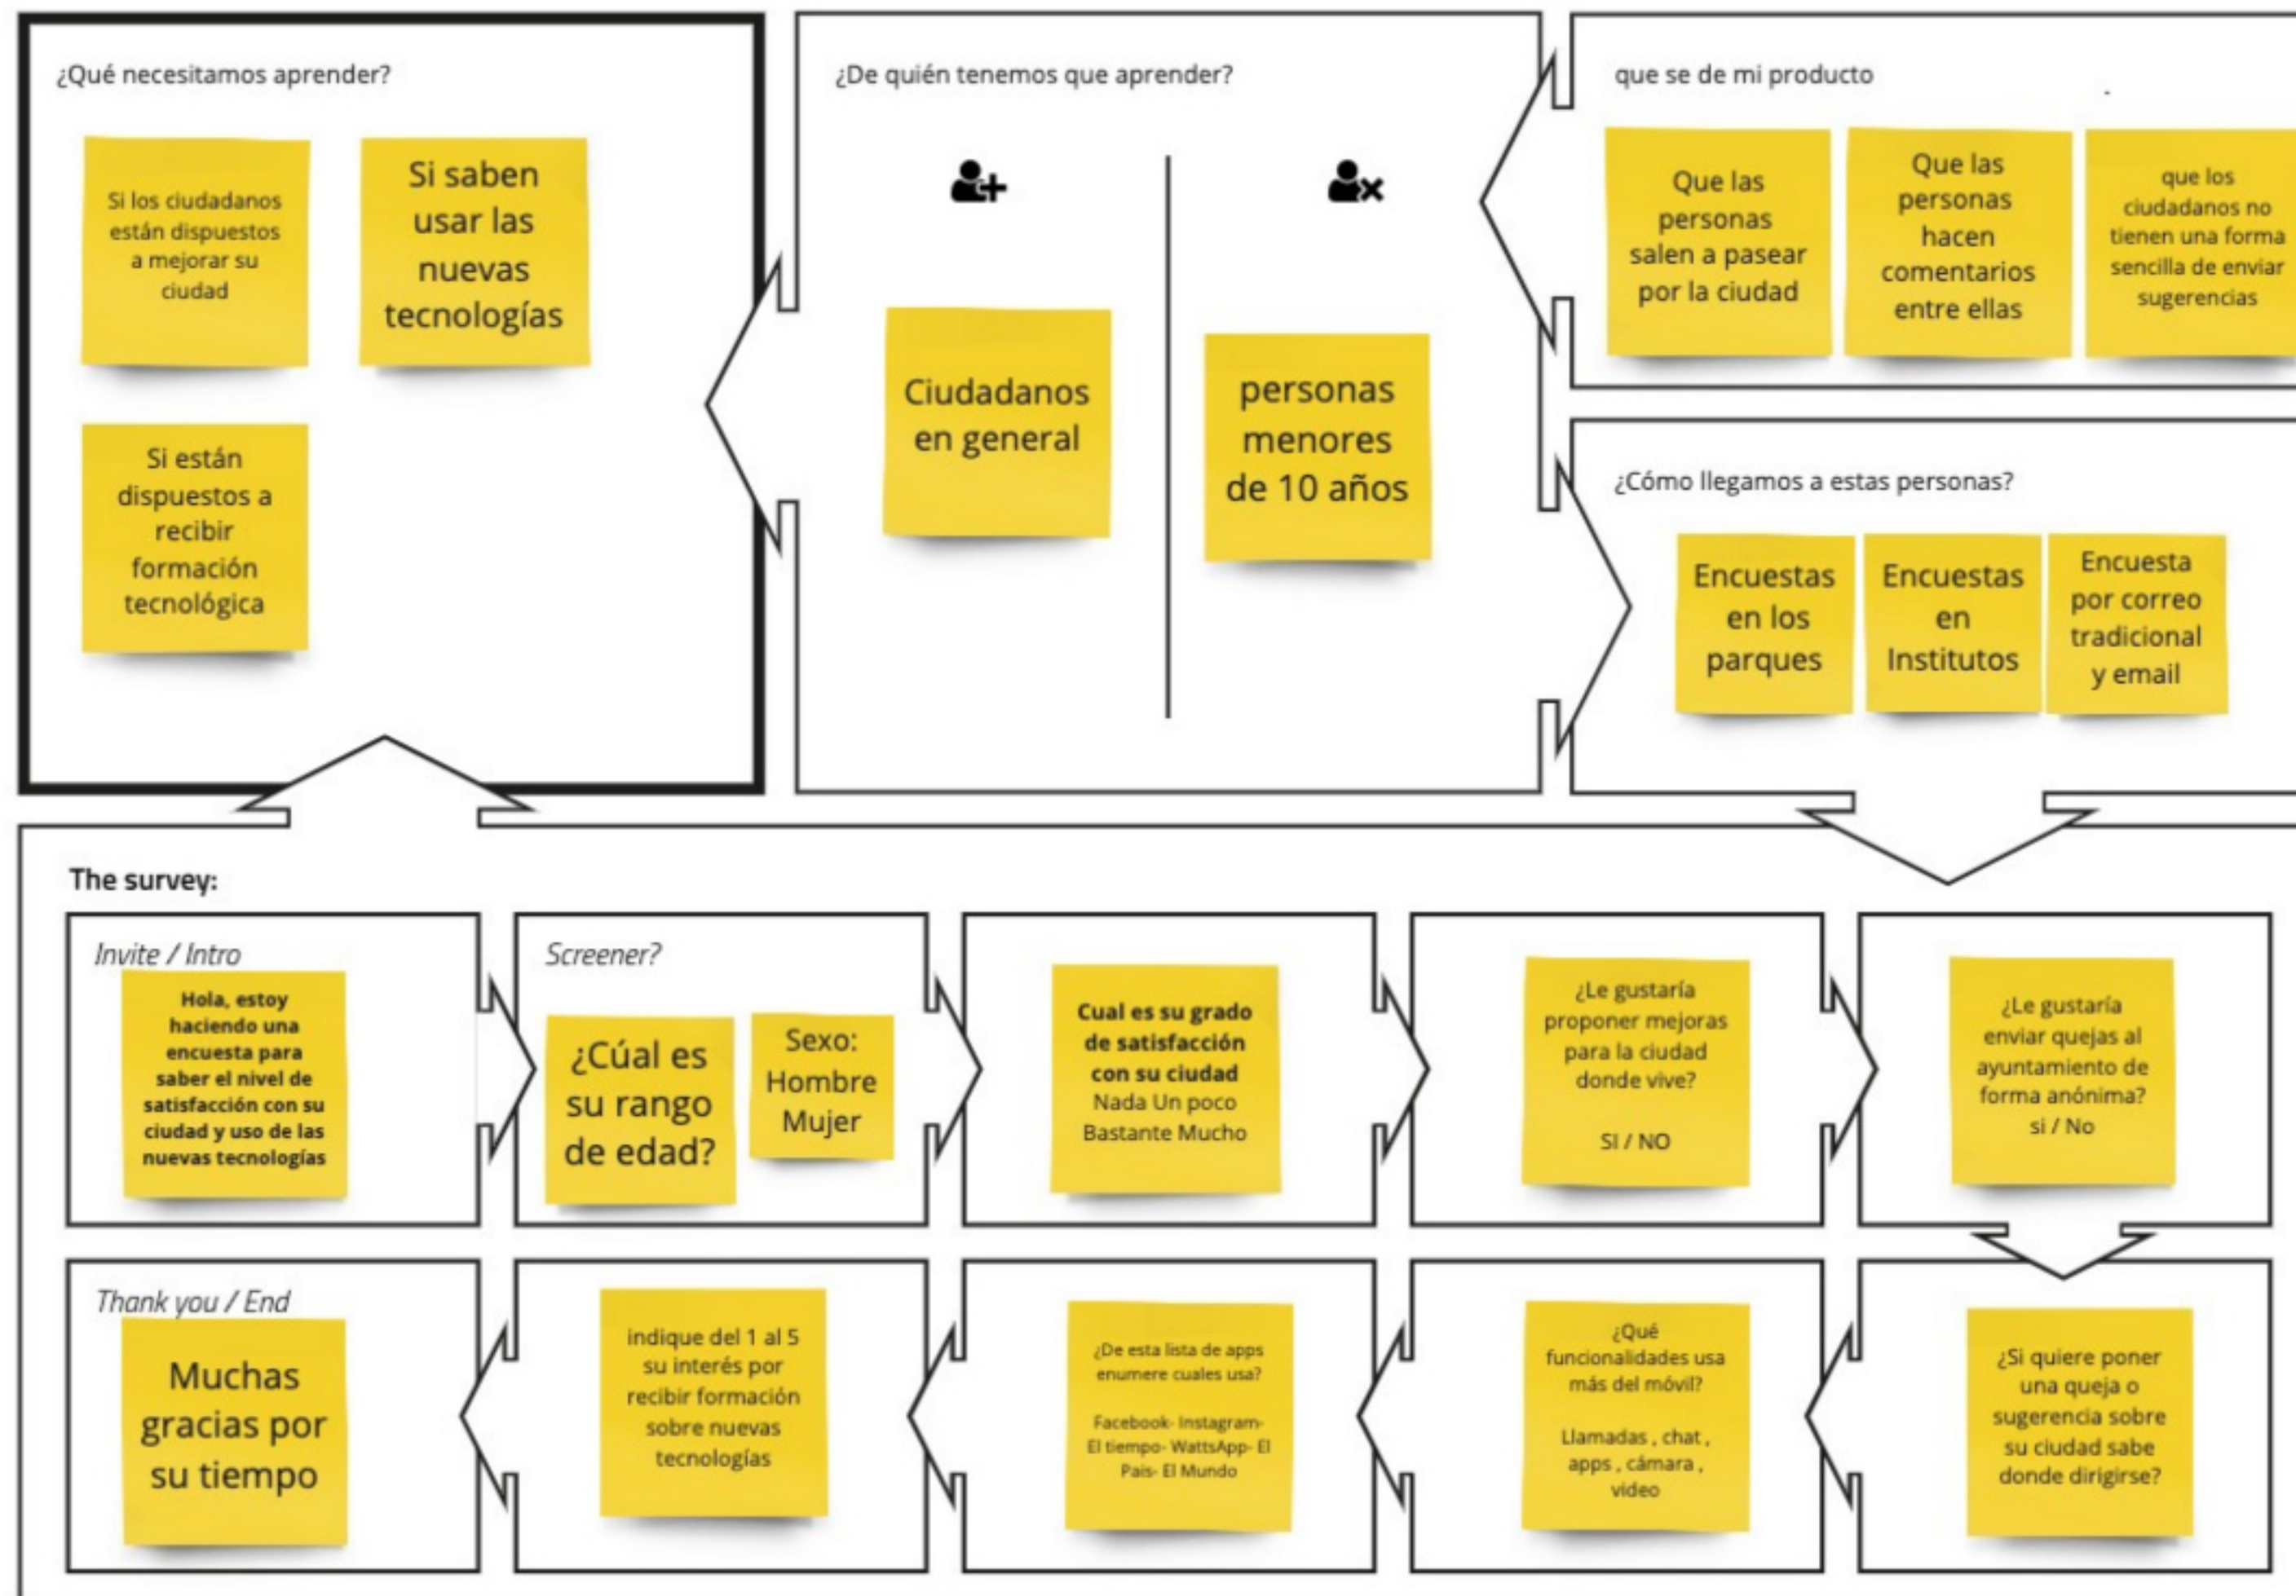 ¿Qué necesitamos aprender?
Si los ciudadanos
están dispuestos
a mejorar su
ciudad
Si saben
usar las
nuevas
tecnologías
Si están
dispuestos a
recibir
formación
tecnológica
¿De quién tenemos que aprender?
Ciudadanos
en general
personas
menores
de 10 años
que se de mi producto
Que las
personas
salen a pasear
por la ciudad
Que las
personas
hacen
comentarios
entre ellas
que los
ciudadanos no
tienen una forma
sencilla de enviar
sugerencias
¿Cómo llegamos a estas personas?
Encuestas
en los
parques
Encuestas
en
Institutos
Encuesta
por correo
tradicional
y email
The survey:
Invite / Intro
Hola, estoy
haciendo una
encuesta para
saber el nivel de
satisfacción con su
ciudad y uso de las
nuevas tecnologías
Screener?
¿Cúal es
su rango
de edad?
Sexo:
Hombre
Mujer
Cual es su grado
de satisfacción
con su ciudad
Nada Un poco
Bastante Mucho
¿Le gustaría
proponer mejoras
para la ciudad
donde vive?
SI / NO
¿Le gustaría
enviar quejas al
ayuntamiento de
forma anónima?
si / No
¿Si quiere poner
una queja o
sugerencia sobre
su ciudad sabe
donde dirigirse?
¿Qué
funcionalidades usa
más del móvil?
Llamadas , chat ,
apps , cámara ,
video
¿De esta lista de apps
enumere cuales usa?
Facebook- Instagram-
El tiempo- WattsApp- El
Pais- El Mundo
indique del 1 al 5
su interés por
recibir formación
sobre nuevas
tecnologías
Thank you / End
Muchas
gracias por
su tiempo